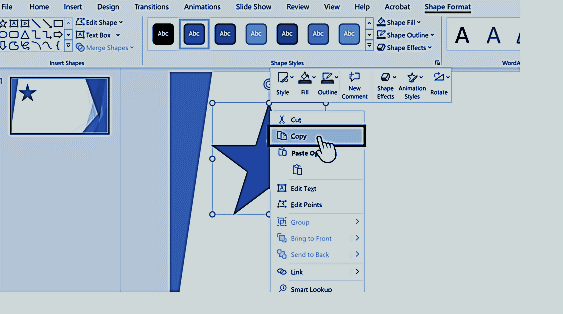 File Home Insert Design Transitions Animations Slide Show Review View Help Acrobat Shape Format
Edit Shape
Text Box
Merge Shapes
Insert Shapes
Abc Abc Abc Abc Abc Abc Abc
Shape Styles
Shape Fill
Shape Outline
Shape Effects
A A A
WordA
1
Style Fill Outline New Comment Shape Effects Animation Styles Rotate
Cut
Copy
Paste Op
Edit Text
Edit Points
Group
Bring to Front
Send to Back
Link
Smart Lookup